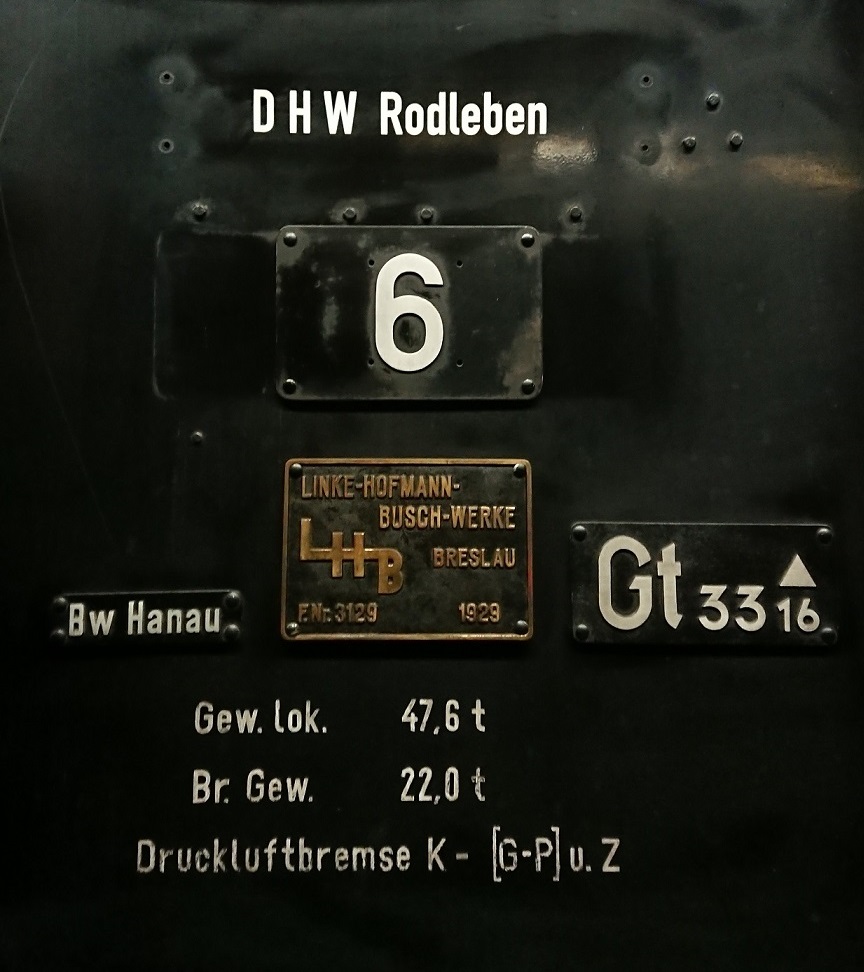 D H W Rodleben
6
LINKE-HOFMANN-
BUSCH-WERKE
LHB BRESLAU
F.Nr. 3129 1929
Bw Hanau
Gt 33 16
Gew. lok. 47,6 t
Br. Gew. 22,0 t
Druckluftbremse K - [G-P] u. Z